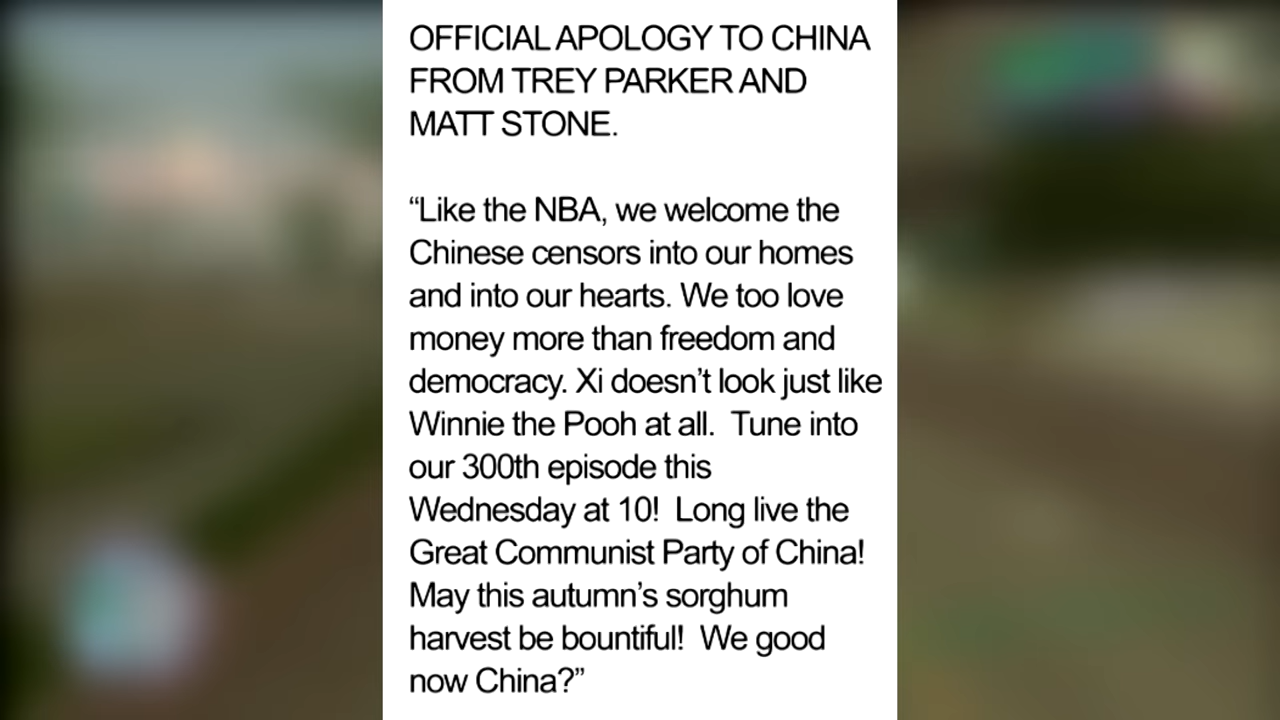 OFFICIAL APOLOGY TO CHINA
FROM TREY PARKER AND
MATT STONE.
“Like the NBA, we welcome the
Chinese censors into our homes
and into our hearts. We too love
money more than freedom and
democracy. Xi doesn’t look just like
Winnie the Pooh at all.  Tune into
our 300th episode this
Wednesday at 10!  Long live the
Great Communist Party of China!
May this autumn’s sorghum
harvest be bountiful!  We good
now China?”